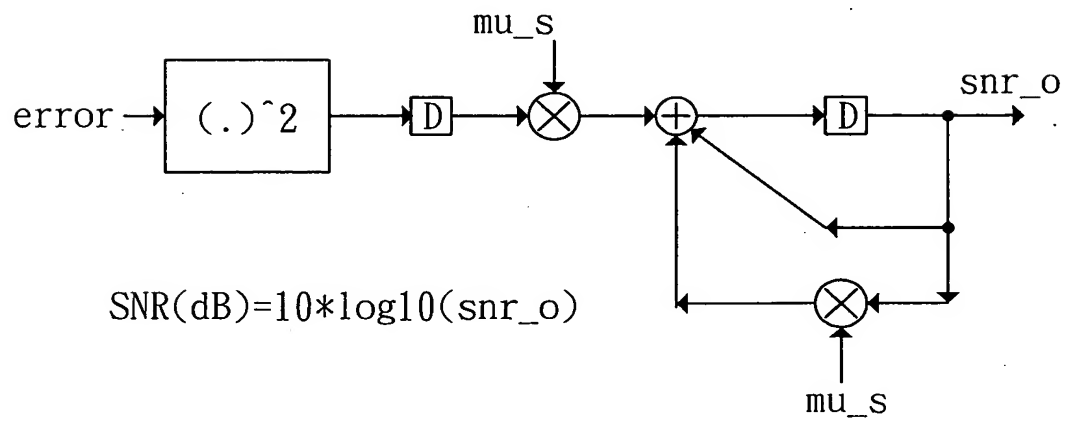 mu_s
snr_o
error
(.)^2
D
D
SNR(dB)=10*log10(snr_o)
mu_s